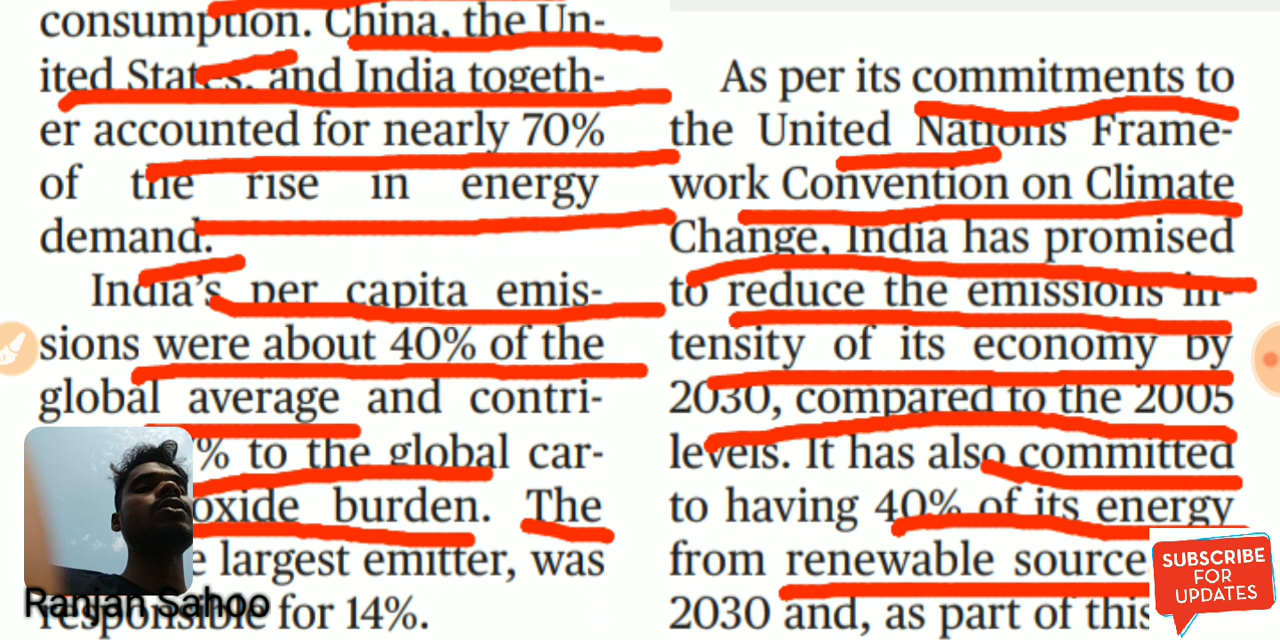 consumption. China, the Un-
ited States, and India togeth-
er accounted for nearly 70%
of the rise in energy
demand.
India's per capita emis-
sions were about 40% of the
global average and contri-
% to the global car-
oxide burden. The
e largest emitter, was
responsible for 14%.
As per its commitments to
the United Nations Frame-
work Convention on Climate
Change, India has promised
to reduce the emissions in-
tensity of its economy by
2030, compared to the 2005
levels. It has also committed
to having 40% of its energy
from renewable source
2030 and, as part of this
Ranjan Sahoo
SUBSCRIBE
FOR
UPDATES